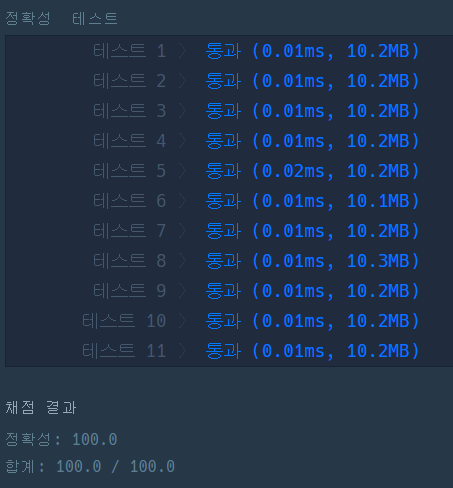 정확성 테스트
테스트 1 〉 통과 (0.01ms, 10.2MB)
테스트 2 〉 통과 (0.01ms, 10.2MB)
테스트 3 〉 통과 (0.01ms, 10.2MB)
테스트 4 〉 통과 (0.01ms, 10.2MB)
테스트 5 〉 통과 (0.02ms, 10.2MB)
테스트 6 〉 통과 (0.01ms, 10.1MB)
테스트 7 〉 통과 (0.01ms, 10.2MB)
테스트 8 〉 통과 (0.01ms, 10.3MB)
테스트 9 〉 통과 (0.01ms, 10.2MB)
테스트 10 〉 통과 (0.01ms, 10.2MB)
테스트 11 〉 통과 (0.01ms, 10.2MB)
채점 결과
정확성: 100.0
합계: 100.0 / 100.0